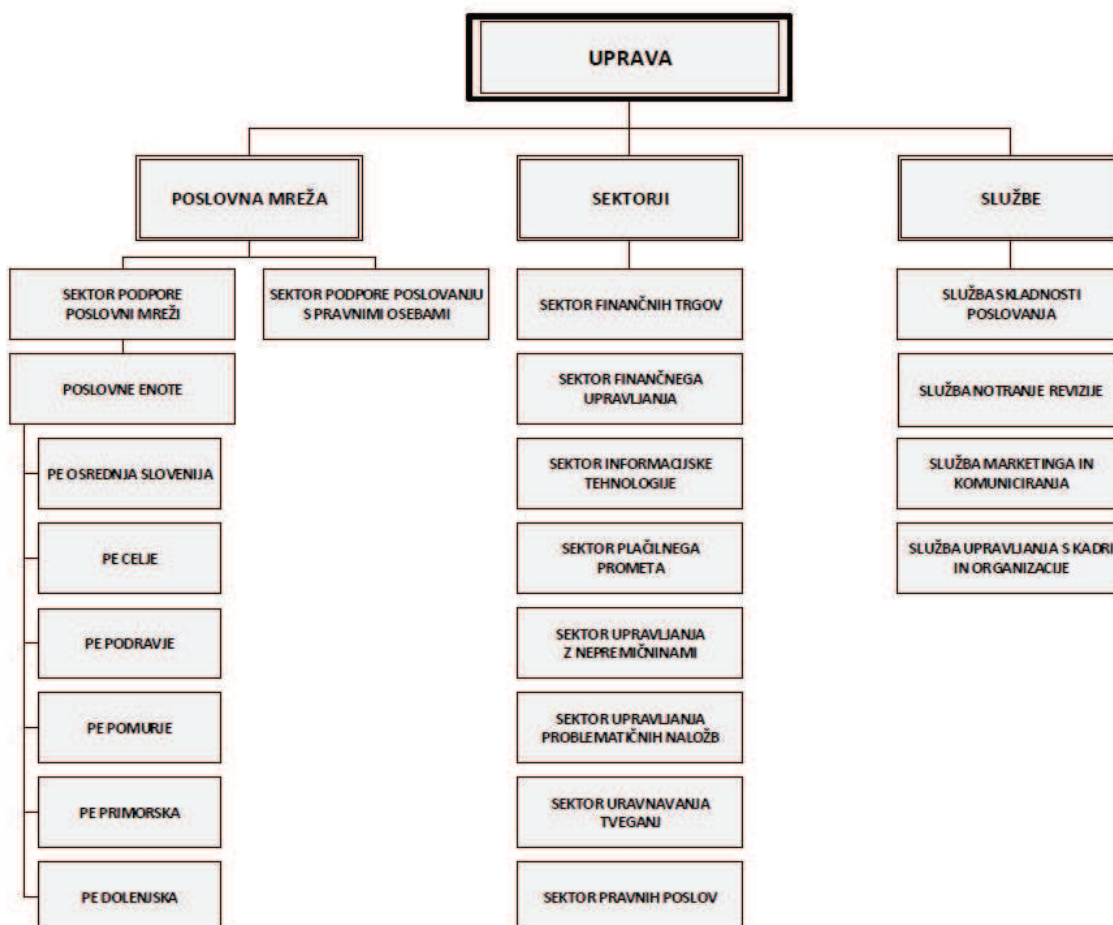 UPRAVA
POSLOVNA MREŽA
SEKTOR PODPORE
POSLOVNI MREŽI
SEKTOR PODPORE POSLOVANJU
S PRAVNIMI OSEBAMI
POSLOVNE ENOTE
PE OSREDNJA SLOVENIJA
PE CELJE
PE PODRAVJE
PE POMURJE
PE PRIMORSKA
PE DOLENJSKA
SEKTORJI
SEKTOR FINANČNIH TRGOV
SEKTOR FINANČNEGA
UPRAVLJANJA
SEKTOR INFORMACIJSKE
TEHNOLOGIJE
SEKTOR PLAČILNEGA
PROMETA
SEKTOR UPRAVLJANJA
Z NEPREMIČNINAMI
SEKTOR UPRAVLJANJA
PROBLEMATIČNIH NALOŽB
SEKTOR URAVNAVANJA
TVEGANJ
SEKTOR PRAVNIH POSLOV
SLUŽBE
SLUŽBA SKLADNOSTI
POSLOVANJA
SLUŽBA NOTRANJE REVIZIJE
SLUŽBA MARKETINGA IN
KOMUNICIRANJA
SLUŽBA UPRAVLJANJA S KADRI
IN ORGANIZACIJE